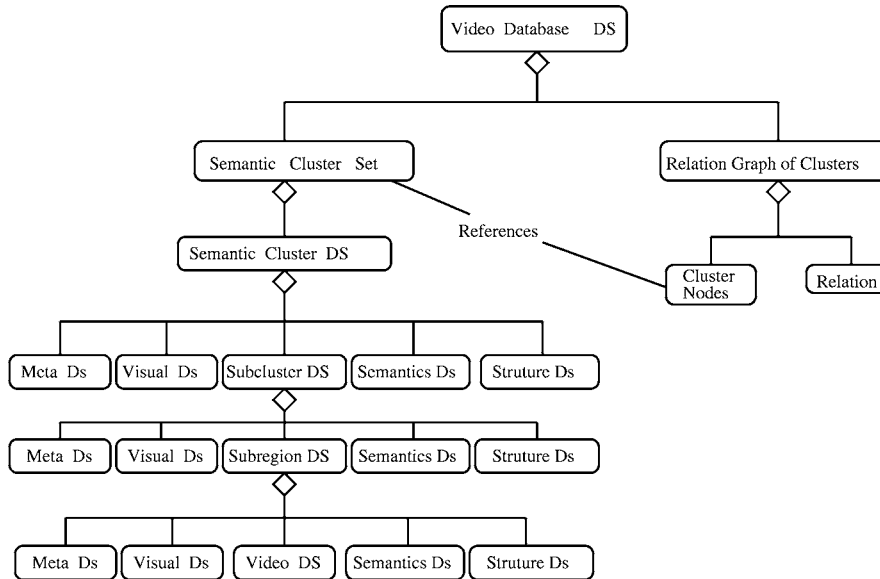 Video Database DS
Semantic Cluster Set
Relation Graph of Clusters
References
Semantic Cluster DS
Cluster
Nodes
Relation
Meta Ds
Visual Ds
Subcluster DS
Semantics Ds
Struture Ds
Meta Ds
Visual Ds
Subregion DS
Semantics Ds
Struture Ds
Meta Ds
Visual Ds
Video DS
Semantics Ds
Struture Ds